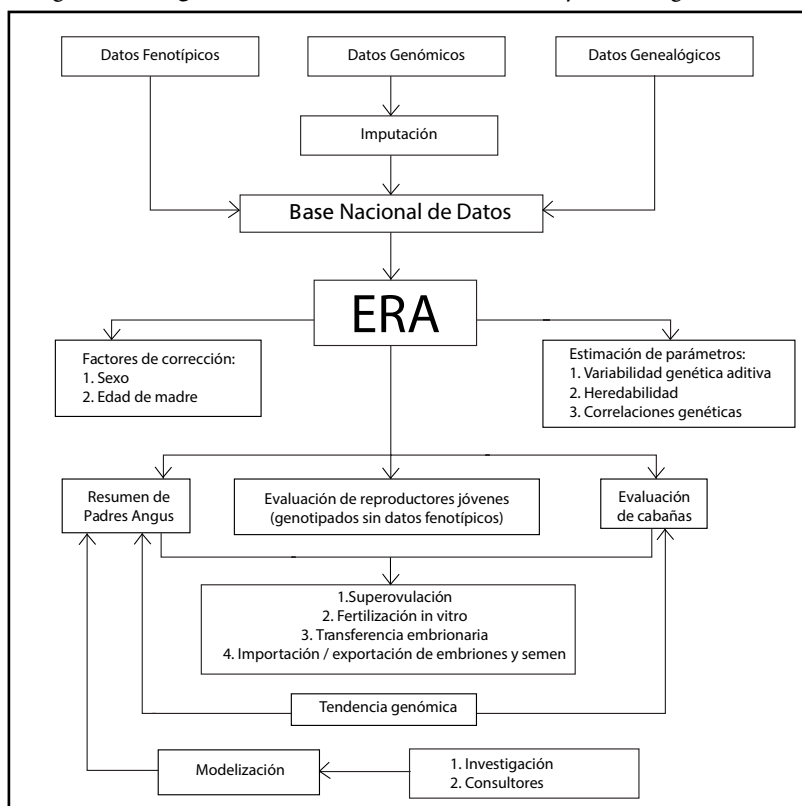 Datos Fenotípicos
Datos Genómicos
Datos Genealógicos
Imputación
Base Nacional de Datos
ERA
Factores de corrección:
1. Sexo
2. Edad de madre
Estimación de parámetros:
1. Variabilidad genética aditiva
2. Heredabilidad
3. Correlaciones genéticas
Resumen de
Padres Angus
Evaluación de reproductores jóvenes
(genotipados sin datos fenotípicos)
Evaluación
de cabañas
1.Superovulación
2. Fertilización in vitro
3. Transferencia embrionaria
4. Importación / exportación de embriones y semen
Tendencia genómica
Modelización
1. Investigación
2. Consultores